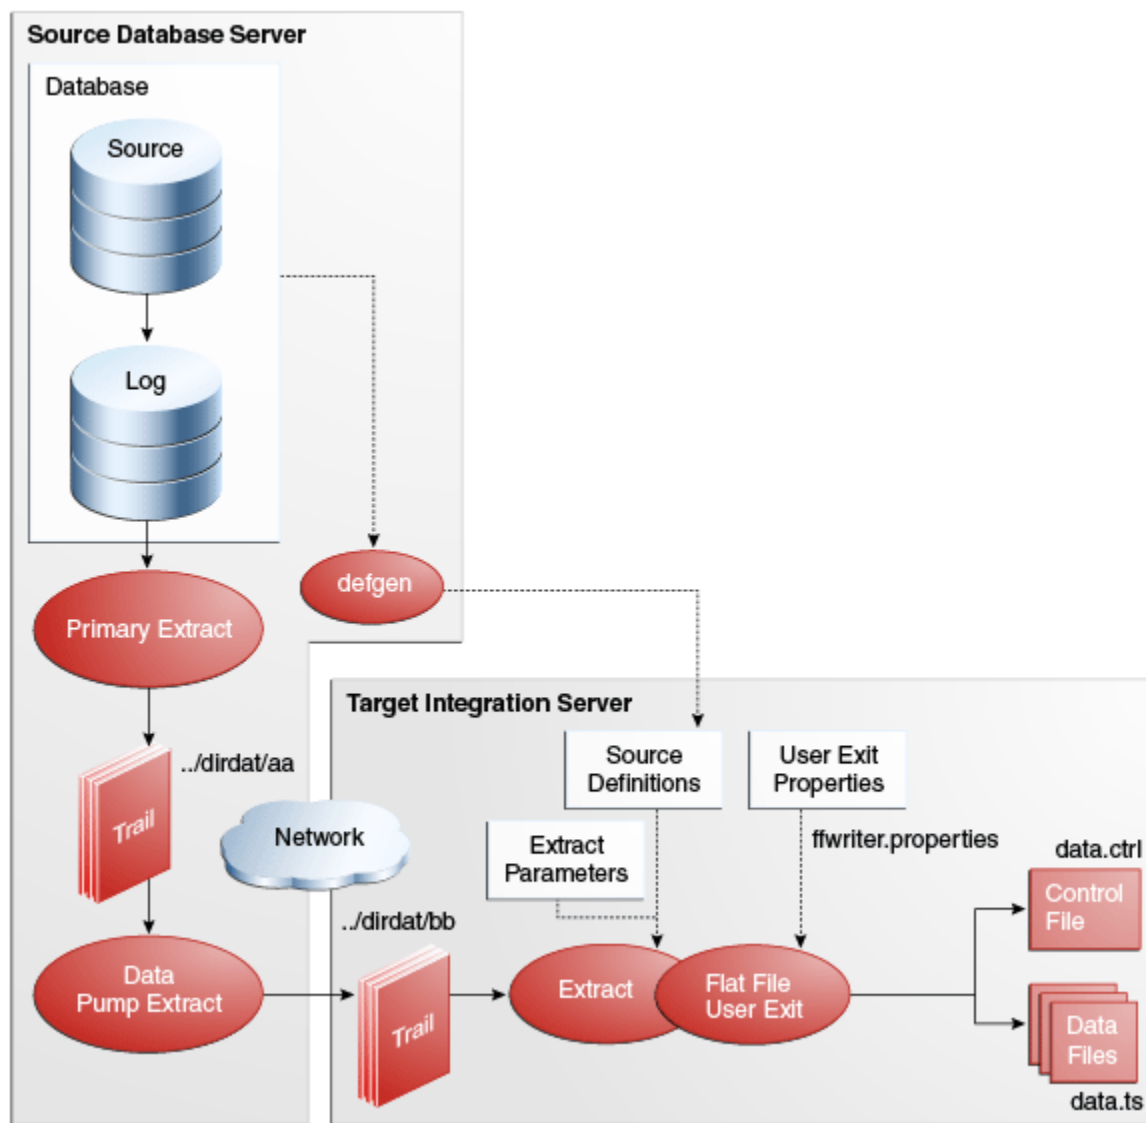 Source Database Server
Database
Source
Log
defgen
Primary Extract
../dirdat/aa
Trail
Network
Data
Pump Extract
Target Integration Server
Source
Definitions
User Exit
Properties
Extract
Parameters
ffwriter.properties
../dirdat/bb
Trail
Extract
Flat File
User Exit
data.ctrl
Control
File
Data
Files
data.ts